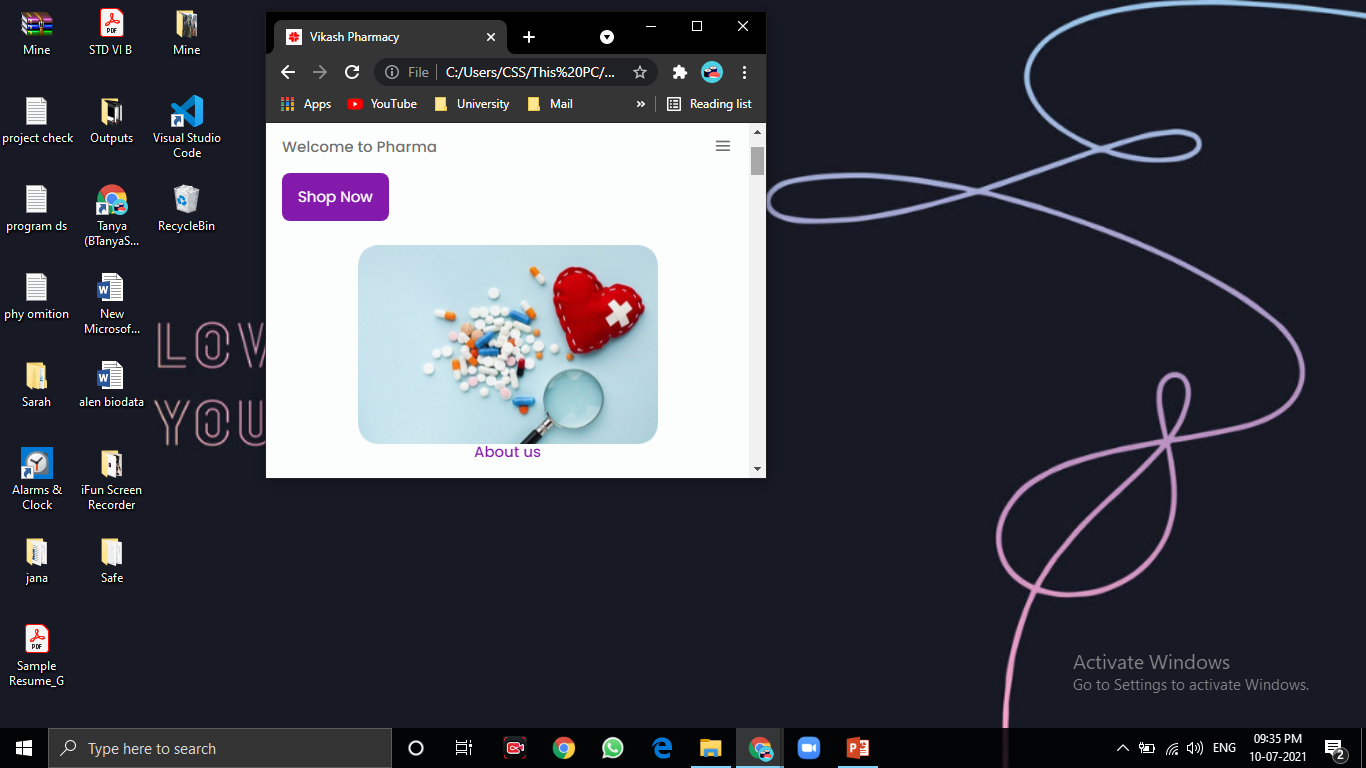 Mine
STD VI B
Mine
project check
Outputs
Visual Studio
Code
program ds
Tanya
(BTanyaS...
RecycleBin
phy omition
New
Microsof...
Sarah
alen biodata
Alarms &
Clock
iFun Screen
Recorder
jana
Safe
Sample
Resume_G
LOV
YOU
Vikash Pharmacy
File
C:/Users/CSS/This%20PC/...
Apps
YouTube
University
Mail
»
Reading list
Welcome to Pharma
Shop Now
About us
Activate Windows
Go to Settings to activate Windows.
Type here to search
ENG
09:35 PM
10-07-2021
2